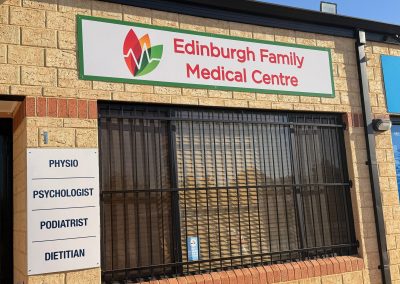 Edinburgh Family
Medical Centre
PHYSIO
PSYCHOLOGIST
PODIATRIST
DIETITIAN